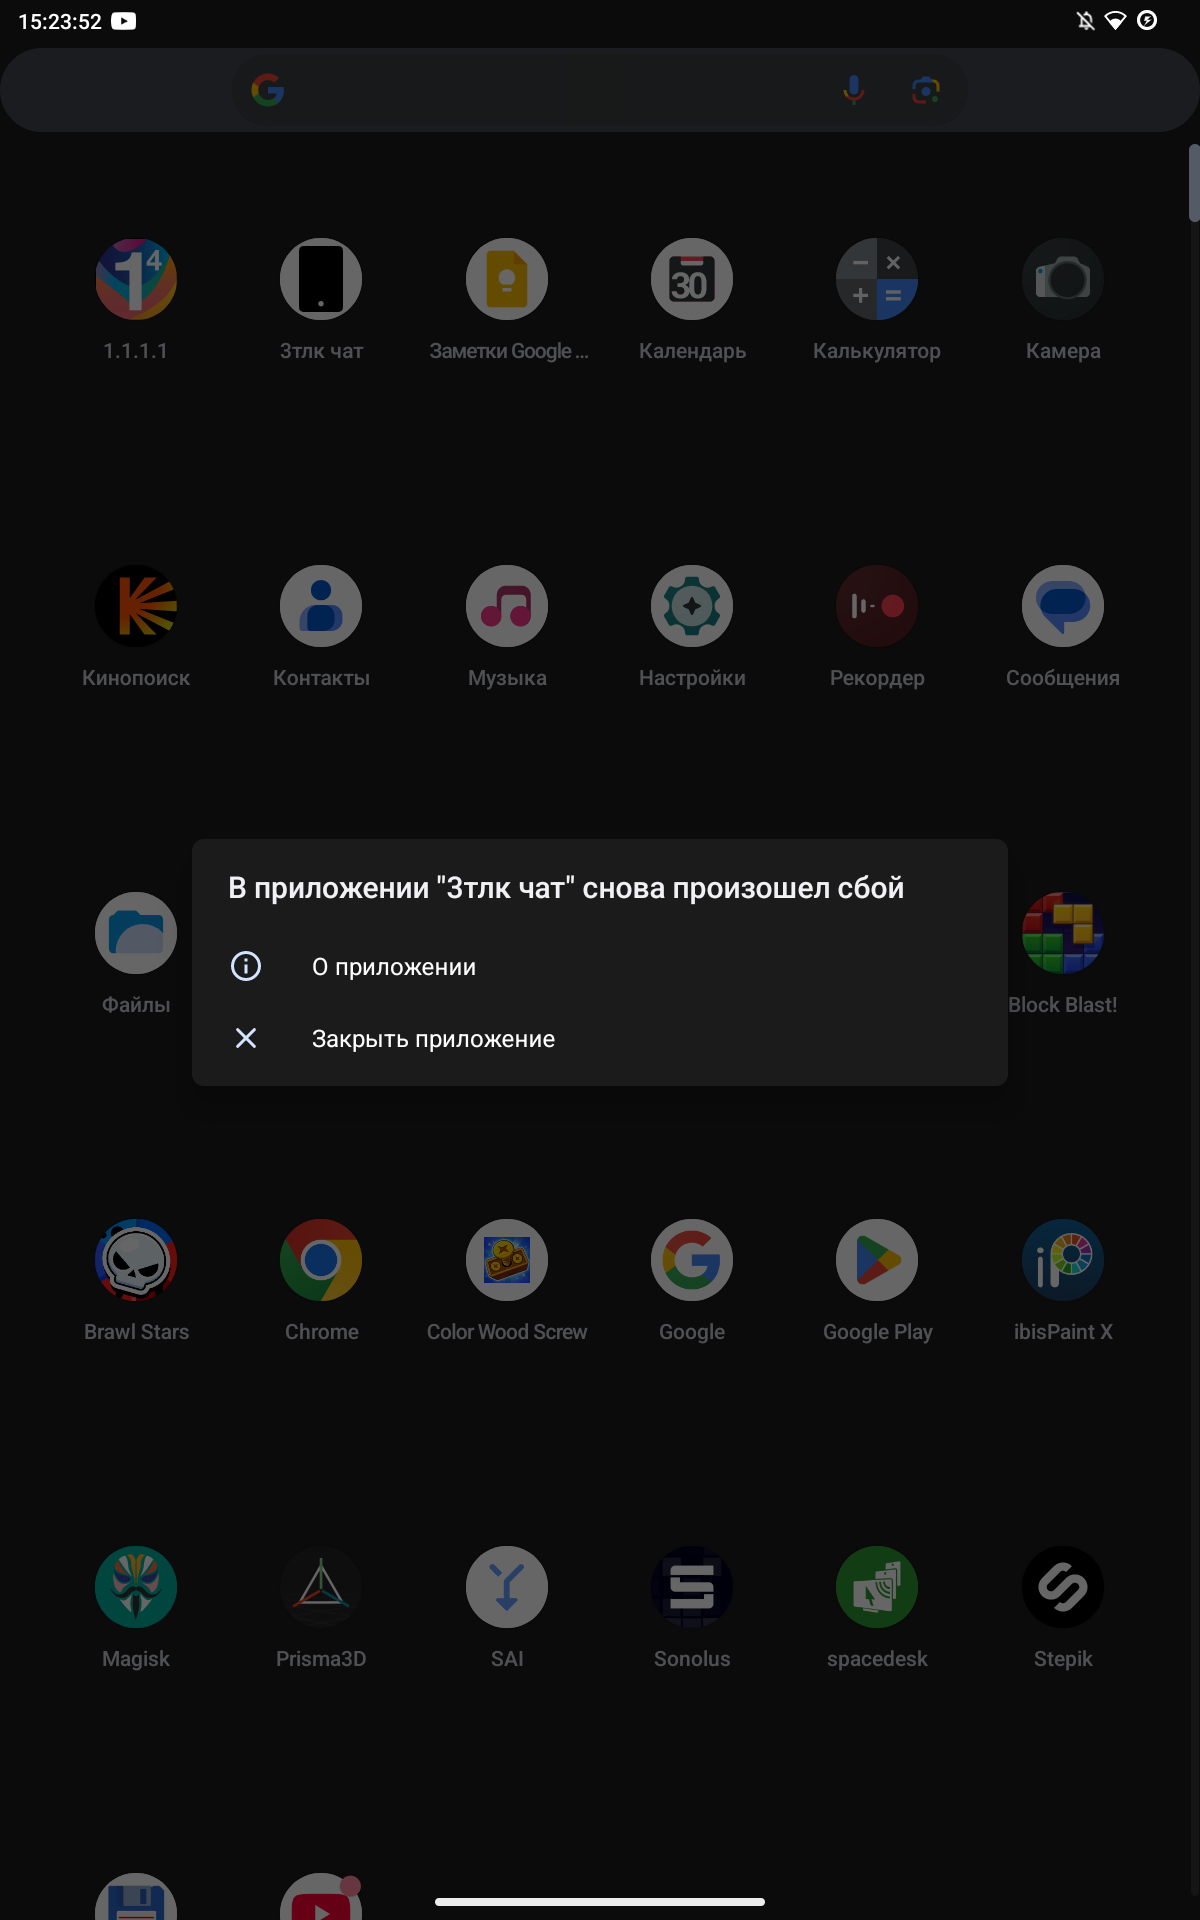 15:23:52
1.1.1.1
3тлк чат
Заметки Google ...
30
Календарь
Калькулятор
Камера
Кинопоиск
Контакты
Музыка
Настройки
Рекордер
Сообщения
В приложении "3тлк чат" снова произошел сбой
О приложении
Закрыть приложение
Файлы
Block Blast!
Brawl Stars
Chrome
Color Wood Screw
Google
Google Play
ibisPaint X
Magisk
Prisma3D
SAI
Sonolus
spacedesk
Stepik